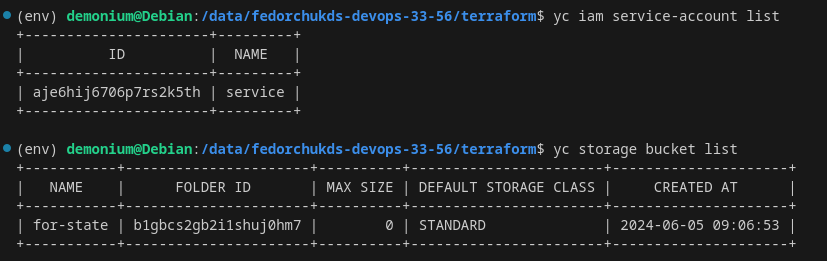 (env) demonium@Debian:/data/fedorchukds-devops-33-56/terraform$ yc iam service-account list
+----------------------+---------+
|          ID          |  NAME   |
+----------------------+---------+
| aje6hij6706p7rs2k5th | service |
+----------------------+---------+
(env) demonium@Debian:/data/fedorchukds-devops-33-56/terraform$ yc storage bucket list
+-----------+----------------------+----------+-----------------------+---------------------+
|   NAME    |      FOLDER ID       | MAX SIZE | DEFAULT STORAGE CLASS |     CREATED AT      |
+-----------+----------------------+----------+-----------------------+---------------------+
| for-state | b1gbcs2gb2i1shuj0hm7 |        0 | STANDARD              | 2024-06-05 09:06:53 |
+-----------+----------------------+----------+-----------------------+---------------------+